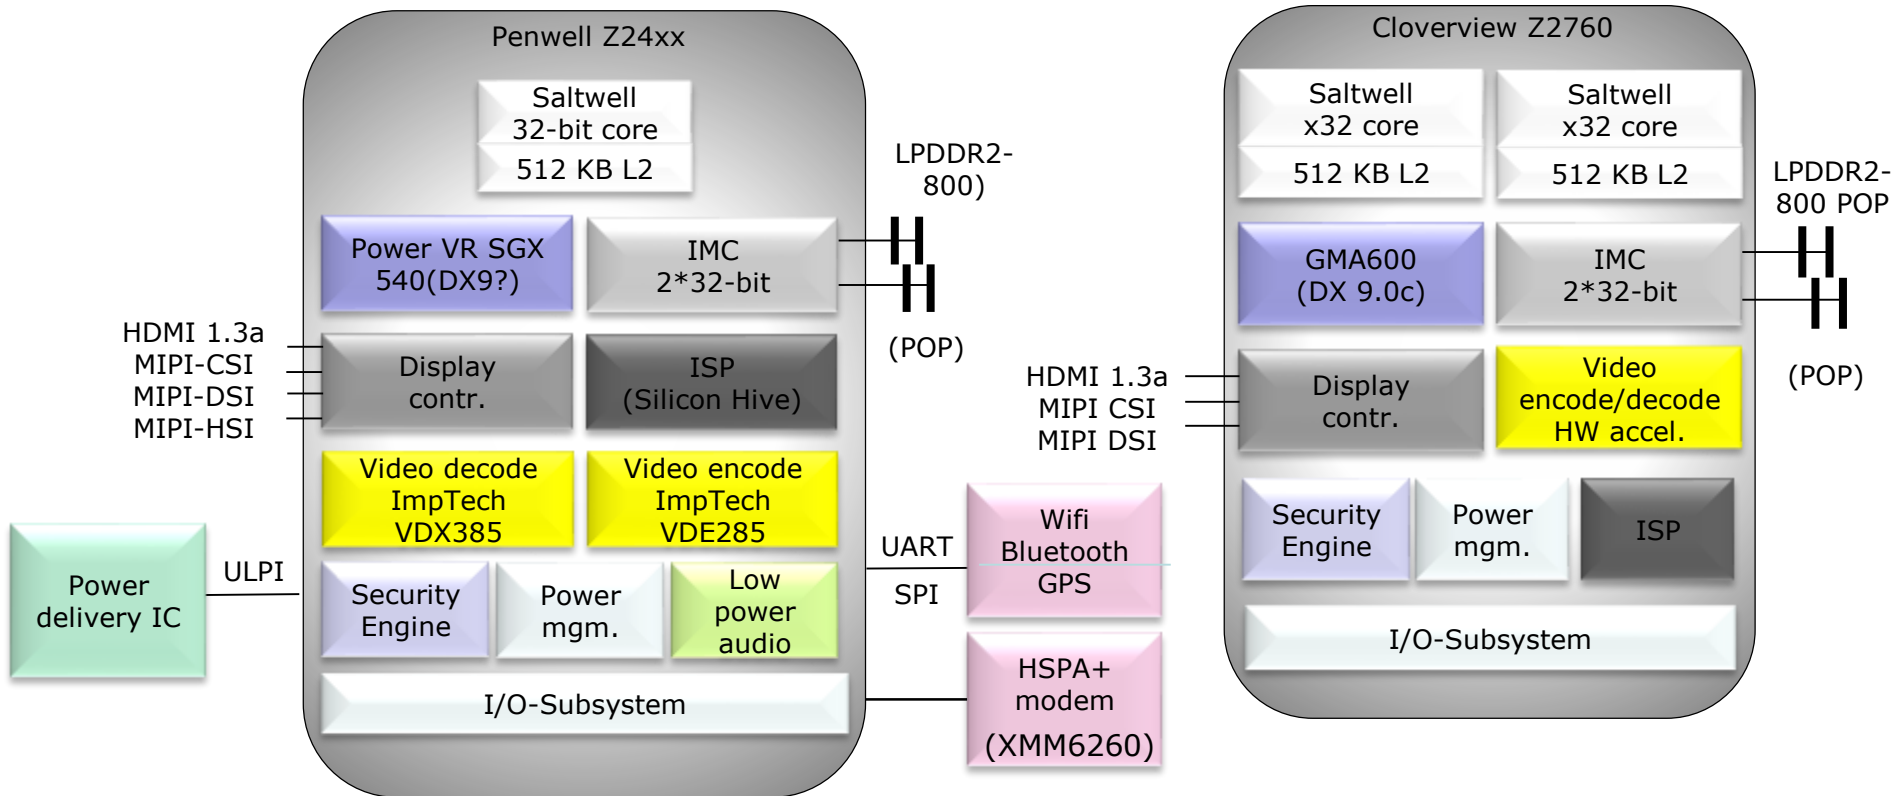 Penwell Z24xx
Saltwell
32-bit core
512 KB L2
LPDDR2-
800)
Power VR SGX
540(DX9?)
IMC
2*32-bit
(POP)
HDMI 1.3a
MIPI-CSI
MIPI-DSI
MIPI-HSI
Display
contr.
ISP
(Silicon Hive)
Video decode
ImpTech
VDX385
Video encode
ImpTech
VDE285
Power
delivery IC
ULPI
Security
Engine
Power
mgm.
Low
power
audio
UART
SPI
Wifi
Bluetooth
GPS
I/O-Subsystem
HSPA+
modem
(XMM6260)
Cloverview Z2760
Saltwell
x32 core
512 KB L2
Saltwell
x32 core
512 KB L2
LPDDR2-
800 POP
GMA600
(DX 9.0c)
IMC
2*32-bit
(POP)
HDMI 1.3a
MIPI CSI
MIPI DSI
Display
contr.
Video
encode/decode
HW accel.
Security
Engine
Power
mgm.
ISP
I/O-Subsystem